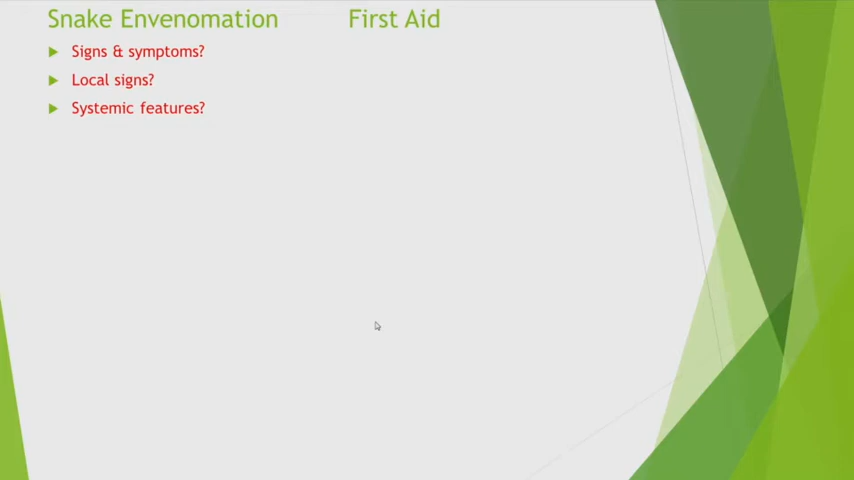 Snake Envenomation First Aid
Signs & symptoms?
Local signs?
Systemic features?